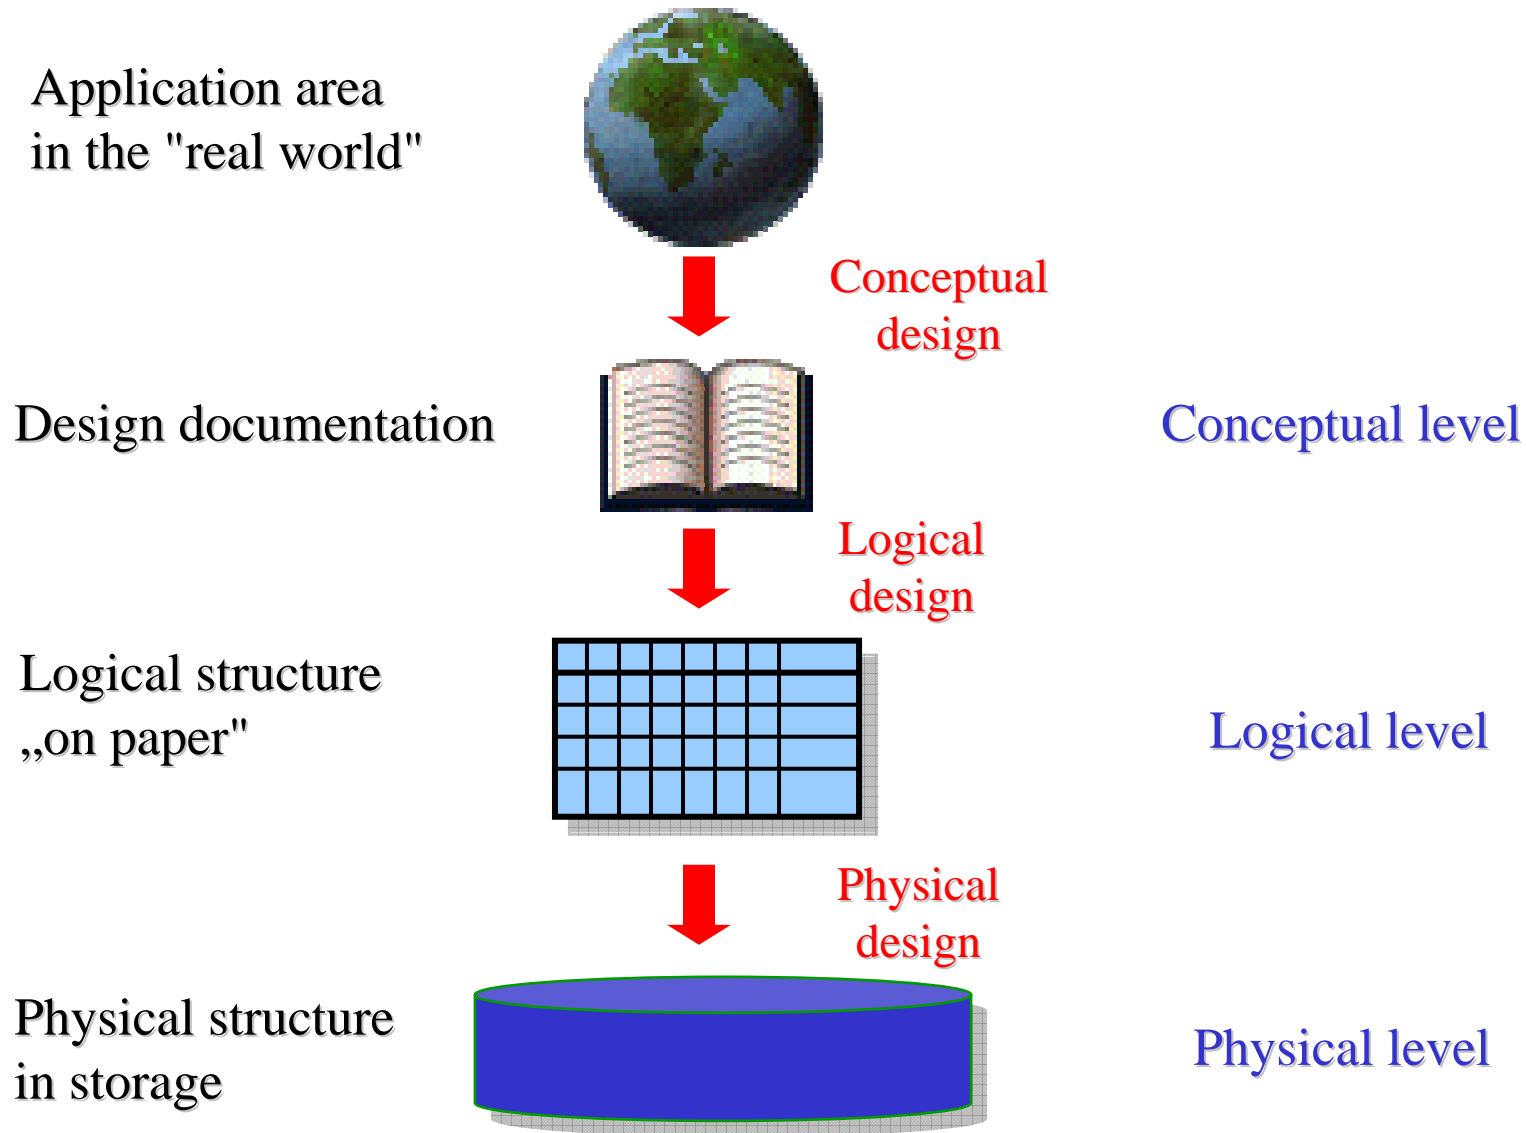 Application area
in the "real world"
Conceptual
design
Design documentation
Conceptual level
Logical
design
Logical structure
„on paper"
Logical level
Physical
design
Physical structure
in storage
Physical level